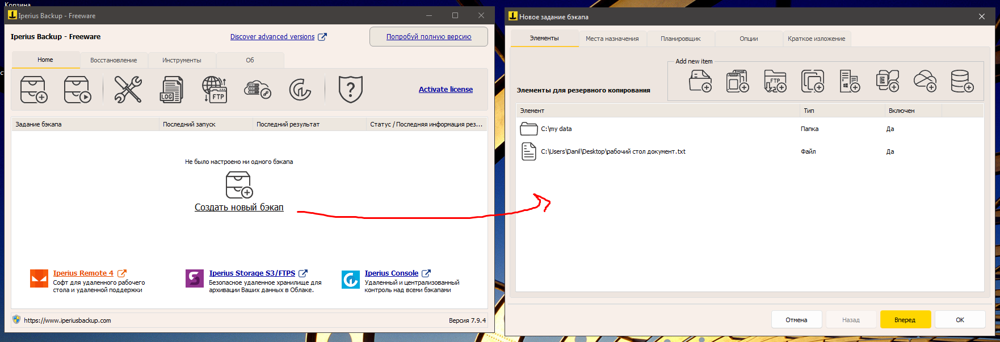 Корзина
Iperius Backup - Freeware
Iperius Backup - Freeware
Discover advanced versions
Попробуй полную версию
Home
Восстановление
Инструменты
Об
LOG
FTP
?
Activate license
Задание бэкапа
Последний запуск
Последний результат
Статус / Последняя информация рез...
Не было настроено ни одного бэкапа
Создать новый бэкап
Iperius Remote 4
Софт для удаленного рабочего
стола и удаленной поддержки
Iperius Storage S3/FTPS
Безопасное удаленное хранилище для
архивации Ваших данных в Облаке.
Iperius Console
Удаленный и централизованный
контроль над всеми бэкапами
https://www.iperiusbackup.com
Версия 7.9.4
Новое задание бэкапа
Элементы
Места назначения
Планировщик
Опции
Краткое изложение
Add new item
Элементы для резервного копирования
FTP
E
Элемент
Тип
Включен
C:\my data
Папка
Да
C:\Users\Danil\Desktop\рабочий стол документ.txt
Файл
Да
Отмена
Назад
Вперед
OK